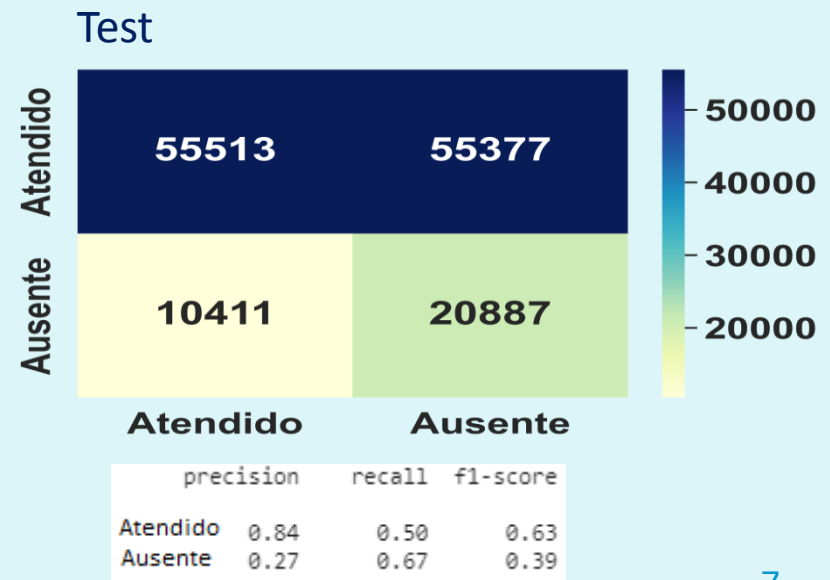 Test
Atendido
55513 55377
50000
40000
30000
20000
Ausente
10411 20887
Atendido Ausente
precision recall f1-score
Atendido 0.84 0.50 0.63
Ausente 0.27 0.67 0.39
7